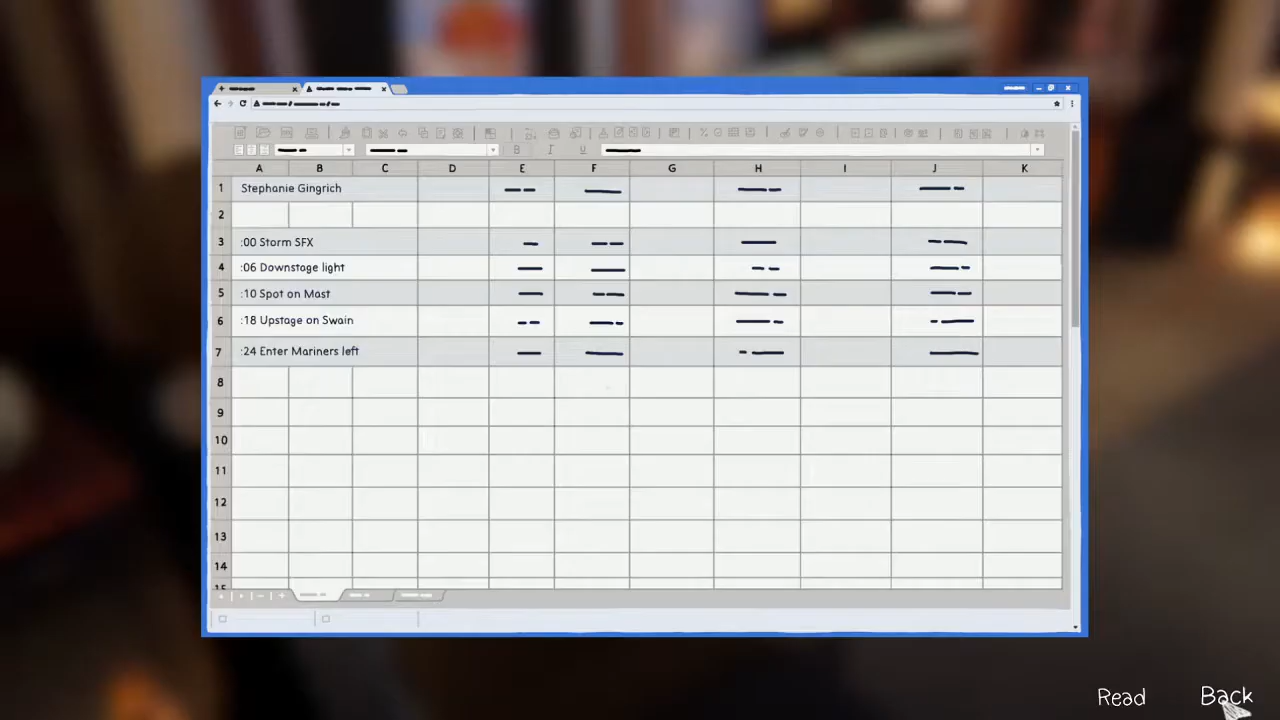 A B C D E F G H I J K
1 Stephanie Gingrich
2
3 :00 Storm SFX
4 :06 Downstage light
5 :10 Spot on Mast
6 :18 Upstage on Swain
7 :24 Enter Mariners left
8
9
10
11
12
13
14
15
Read Back